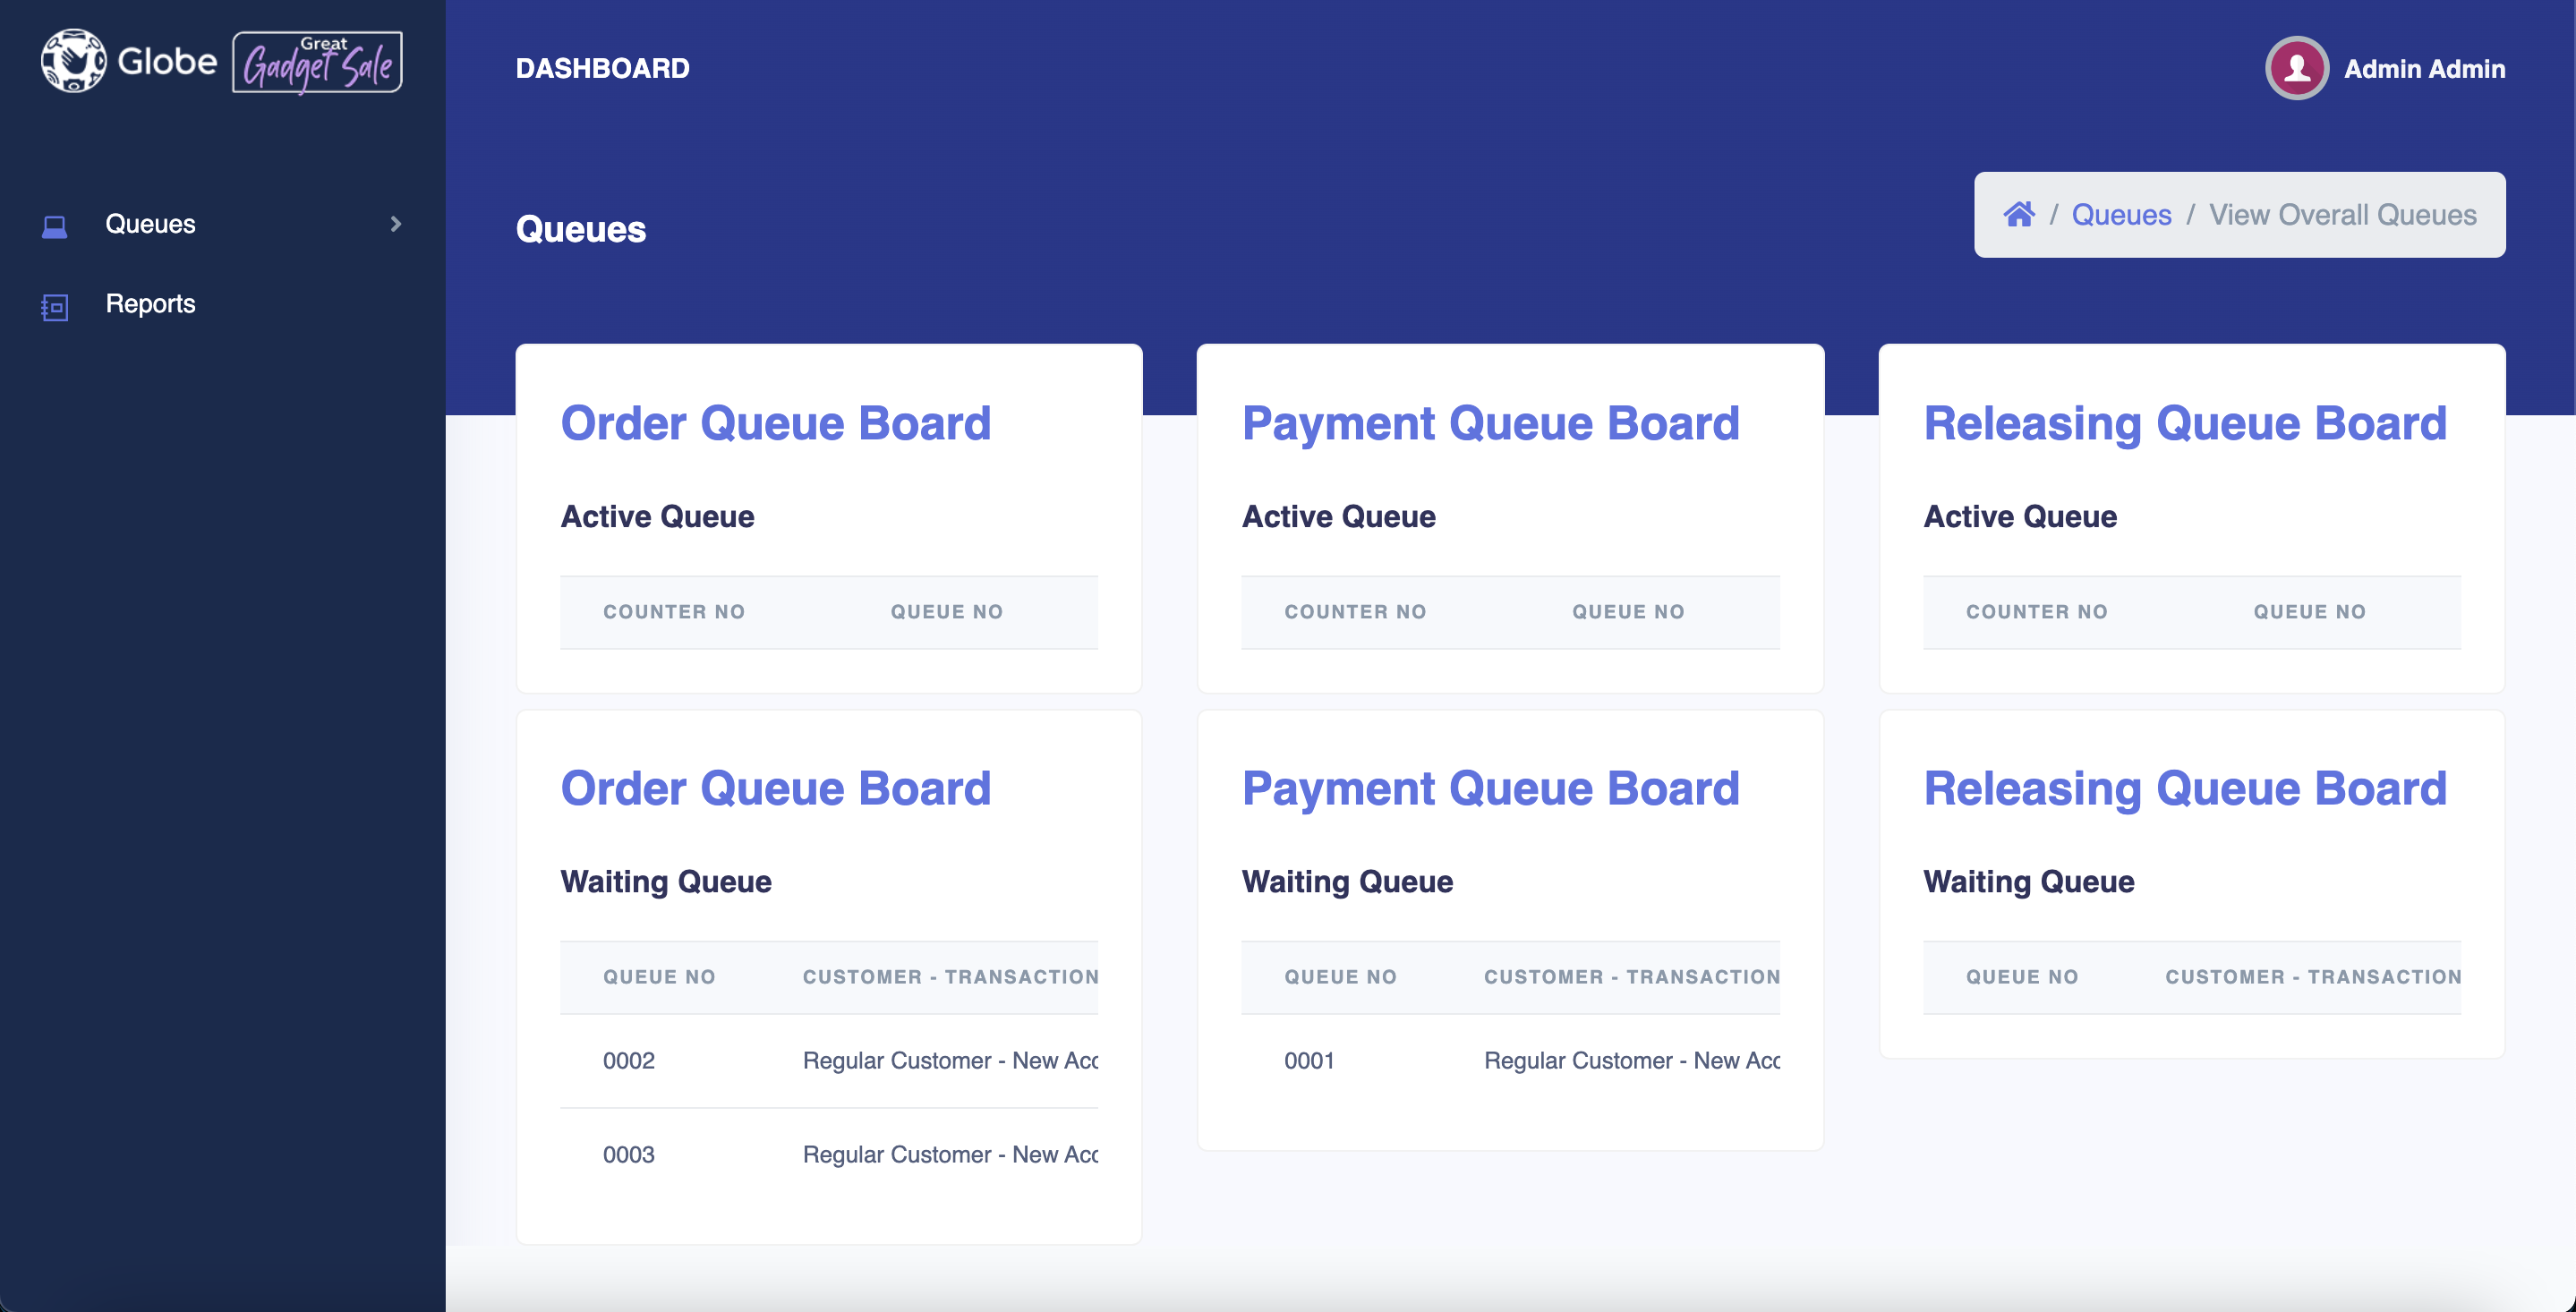 Globe
Great
Gadget Sale
DASHBOARD
Admin Admin
Queues
Reports
Queues
/ Queues / View Overall Queues
Order Queue Board
Active Queue
COUNTER NO QUEUE NO
Payment Queue Board
Active Queue
COUNTER NO QUEUE NO
Releasing Queue Board
Active Queue
COUNTER NO QUEUE NO
Order Queue Board
Waiting Queue
QUEUE NO CUSTOMER - TRANSACTION
0002 Regular Customer - New Acc
0003 Regular Customer - New Acc
Payment Queue Board
Waiting Queue
QUEUE NO CUSTOMER - TRANSACTION
0001 Regular Customer - New Acc
Releasing Queue Board
Waiting Queue
QUEUE NO CUSTOMER - TRANSACTION